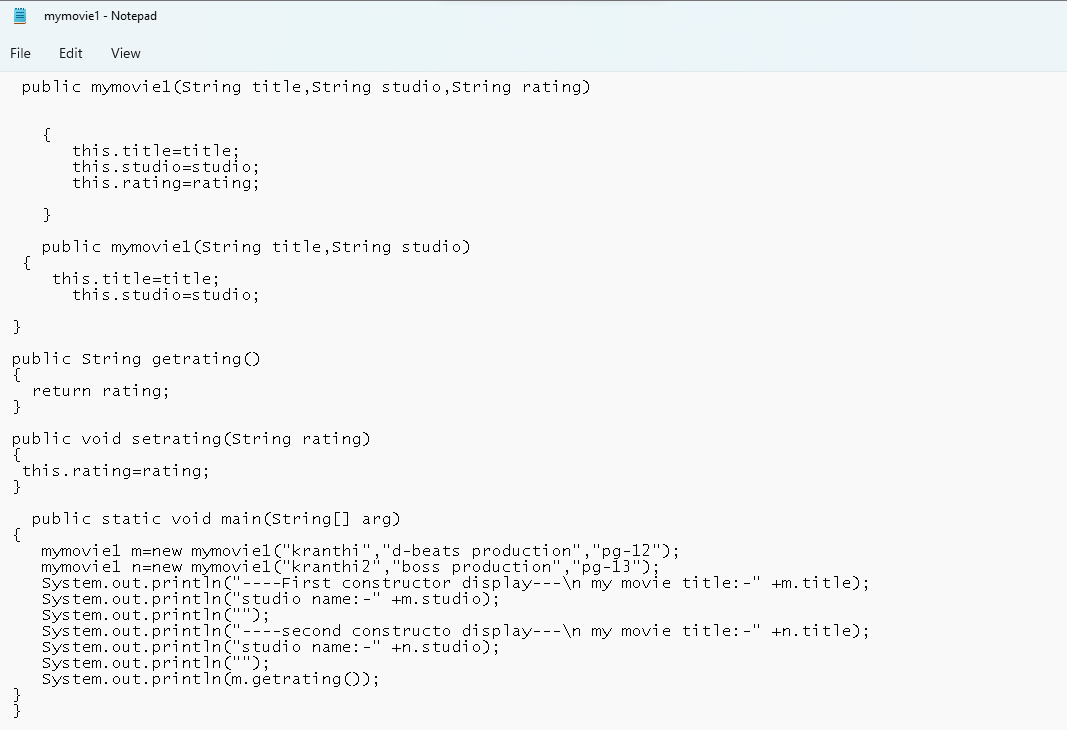 mymovie1 - Notepad
File Edit View
public mymovie1(String title,String studio,String rating)
{
this.title=title;
this.studio=studio;
this.rating=rating;
}
public mymovie1(String title,String studio)
{
this.title=title;
this.studio=studio;
}
public String getrating()
{
return rating;
}
public void setrating(String rating)
{
this.rating=rating;
}
public static void main(String[] arg)
{
mymovie1 m=new mymovie1("kranthi","d-beats production","pg-12");
mymovie1 n=new mymovie1("kranthi2","boss production","pg-13");
System.out.println("----First constructor display---\n my movie title:-" +m.title);
System.out.println("studio name:-" +m.studio);
System.out.println("");
System.out.println("----second constructo display---\n my movie title:-" +n.title);
System.out.println("studio name:-" +n.studio);
System.out.println("");
System.out.println(m.getrating());
}
}